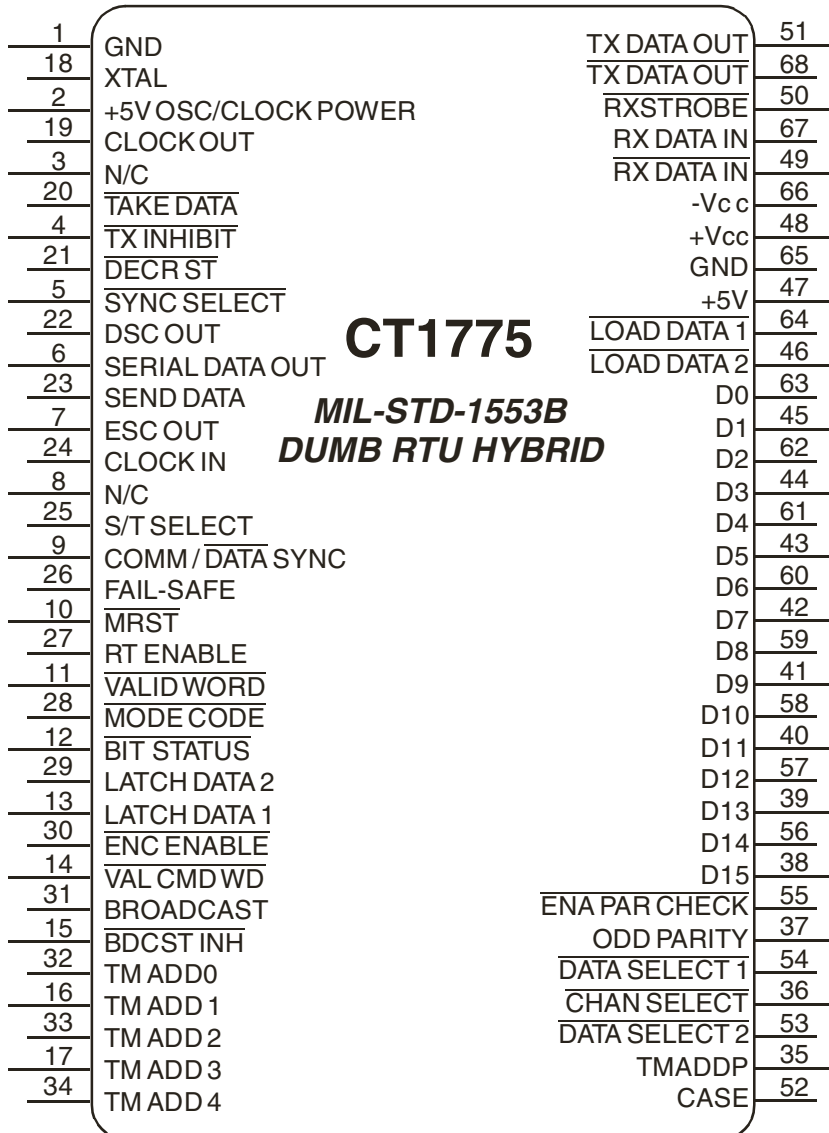 1 GND
18 XTAL
2 +5V OSC/CLOCK POWER
19 CLOCK OUT
3 N/C
20 TAKE DATA
4 TX INHIBIT
21 DECR ST
5 SYNC SELECT
22 DSC OUT
6 SERIAL DATA OUT
23 SEND DATA
7 ESC OUT
24 CLOCK IN
8 N/C
25 S/T SELECT
9 COMM / DATA SYNC
26 FAIL-SAFE
10 MRST
27 RT ENABLE
11 VALID WORD
28 MODE CODE
12 BIT STATUS
29 LATCH DATA 2
13 LATCH DATA 1
30 ENC ENABLE
14 VAL CMD WD
31 BROADCAST
15 BDCST INH
32 TM ADD0
16 TM ADD 1
33 TM ADD 2
17 TM ADD 3
34 TM ADD 4
CT1775
MIL-STD-1553B
DUMB RTU HYBRID
TX DATA OUT 51
TX DATA OUT 68
RXSTROBE 50
RX DATA IN 67
RX DATA IN 49
-Vcc 66
+Vcc 48
GND 65
+5V 47
LOAD DATA 1 64
LOAD DATA 2 46
D0 63
D1 45
D2 62
D3 44
D4 61
D5 43
D6 60
D7 42
D8 59
D9 41
D10 58
D11 40
D12 57
D13 39
D14 56
D15 38
ENA PAR CHECK 55
ODD PARITY 37
DATA SELECT 1 54
CHAN SELECT 36
DATA SELECT 2 53
TMADDP 35
CASE 52